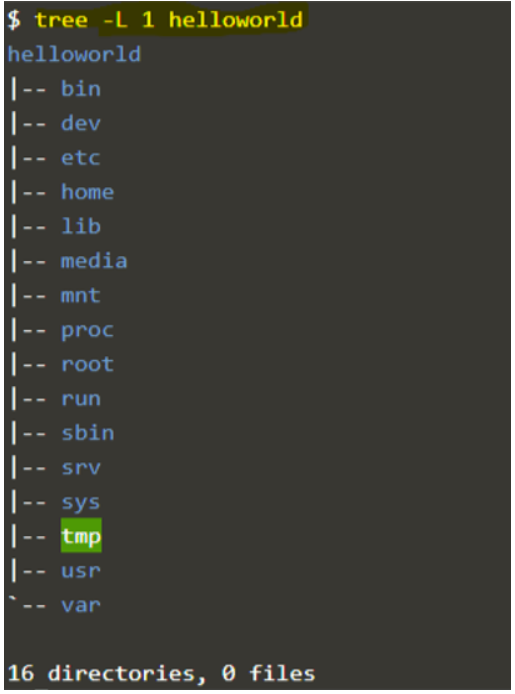 $ tree -L 1 helloworld
helloworld
|-- bin
|-- dev
|-- etc
|-- home
|-- lib
|-- media
|-- mnt
|-- proc
|-- root
|-- run
|-- sbin
|-- srv
|-- sys
|-- tmp
|-- usr
`-- var
16 directories, 0 files